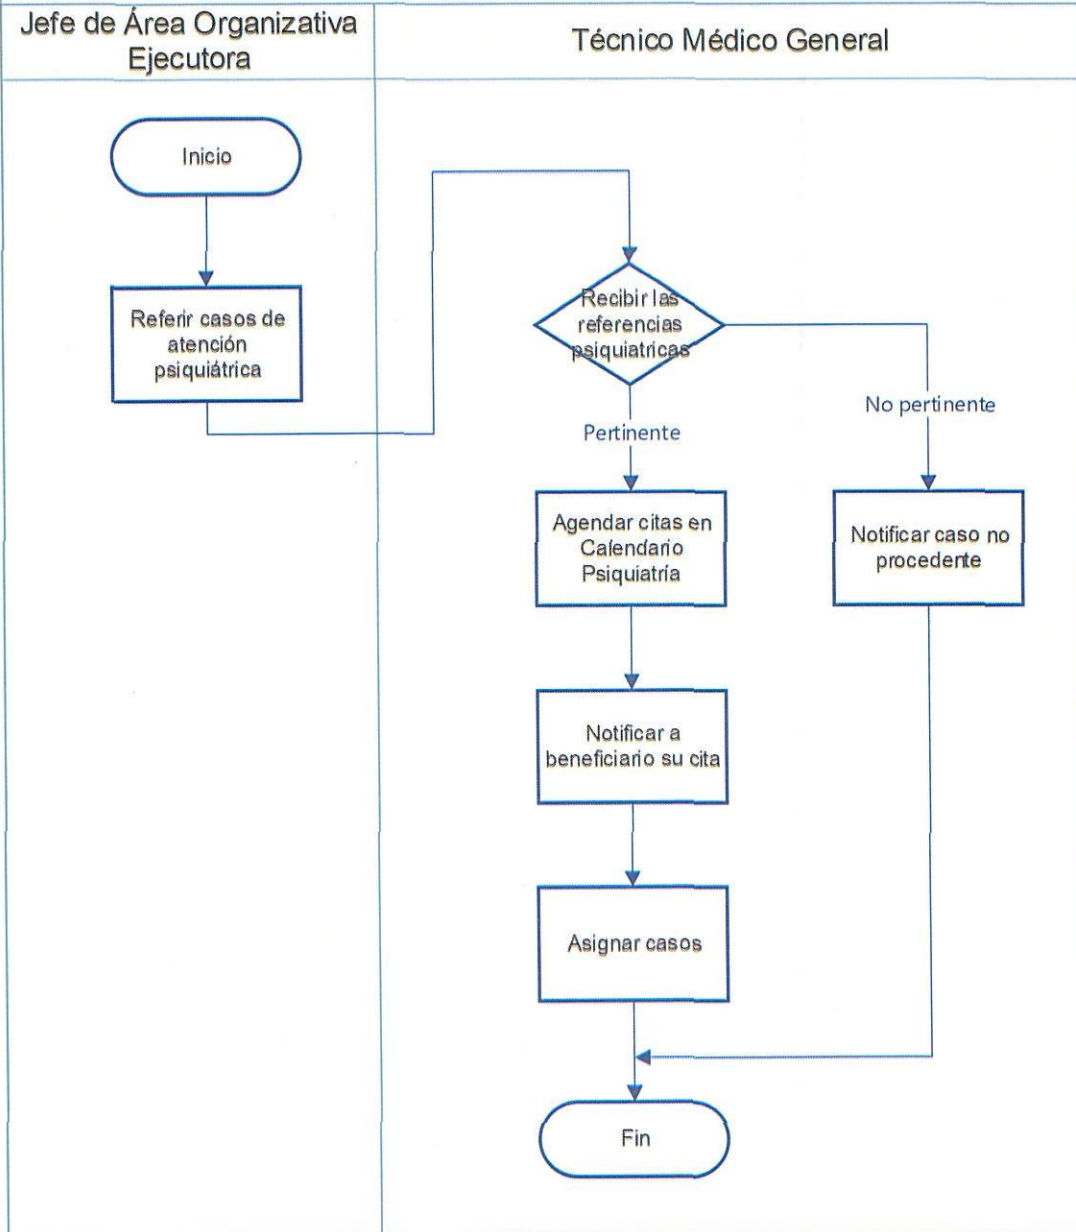 Jefe de Área Organizativa
Ejecutora
Técnico Médico General
Inicio
Referir casos de
atención
psiquiátrica
Recibir las
referencias
psiquiatricas
Pertinente
No pertinente
Agendar citas en
Calendario
Psiquiatría
Notificar caso no
procedente
Notificar a
beneficiario su cita
Asignar casos
Fin